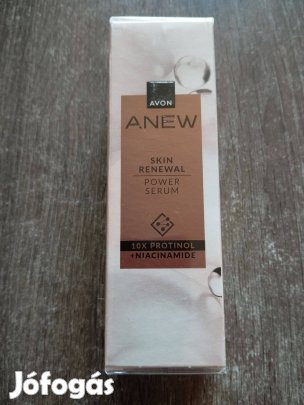 AVON
ANEW
SKIN
RENEWAL
POWER
SERUM
10X PROTINOL
+NIACINAMIDE
Jófogás